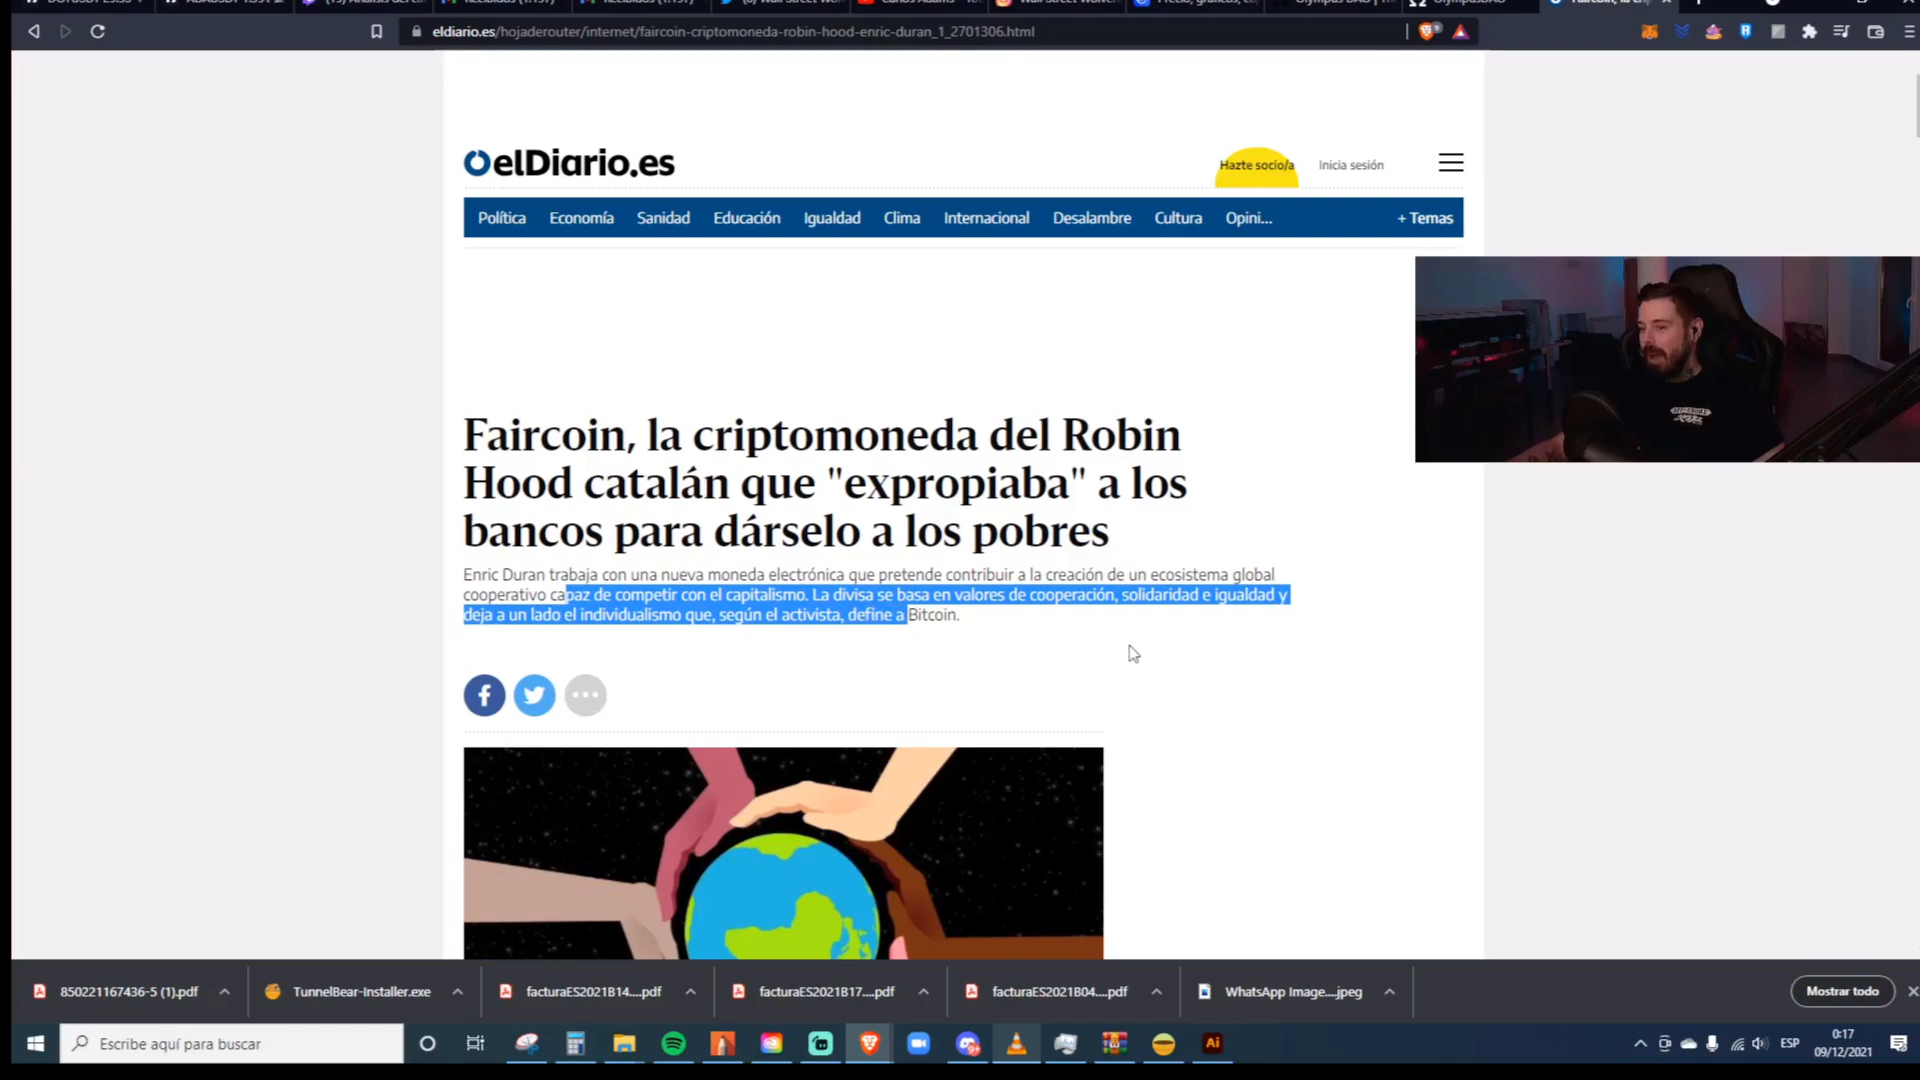 eldiario.es/hojaderouter/internet/faircoin-criptomoneda-robin-hood-enric-duran_1_2701306.html
elDiario.es
Hazte socio/a
Inicia sesión
Política Economía Sanidad Educación Igualdad Clima Internacional Desalambre Cultura Opini... + Temas
Faircoin, la criptomoneda del Robin
Hood catalán que "expropiaba" a los
bancos para dárselo a los pobres
Enric Duran trabaja con una nueva moneda electrónica que pretende contribuir a la creación de un ecosistema global
cooperativo capaz de competir con el capitalismo. La divisa se basa en valores de cooperación, solidaridad e igualdad y
deja a un lado el individualismo que, según el activista, define a Bitcoin.
850221167436-5 (1).pdf
TunnelBear-Installer.exe
facturaES2021B14....pdf
facturaES2021B17....pdf
facturaES2021B04....pdf
WhatsApp Image....jpeg
Mostrar todo
Escribe aquí para buscar
Ai
ESP
0:17
09/12/2021